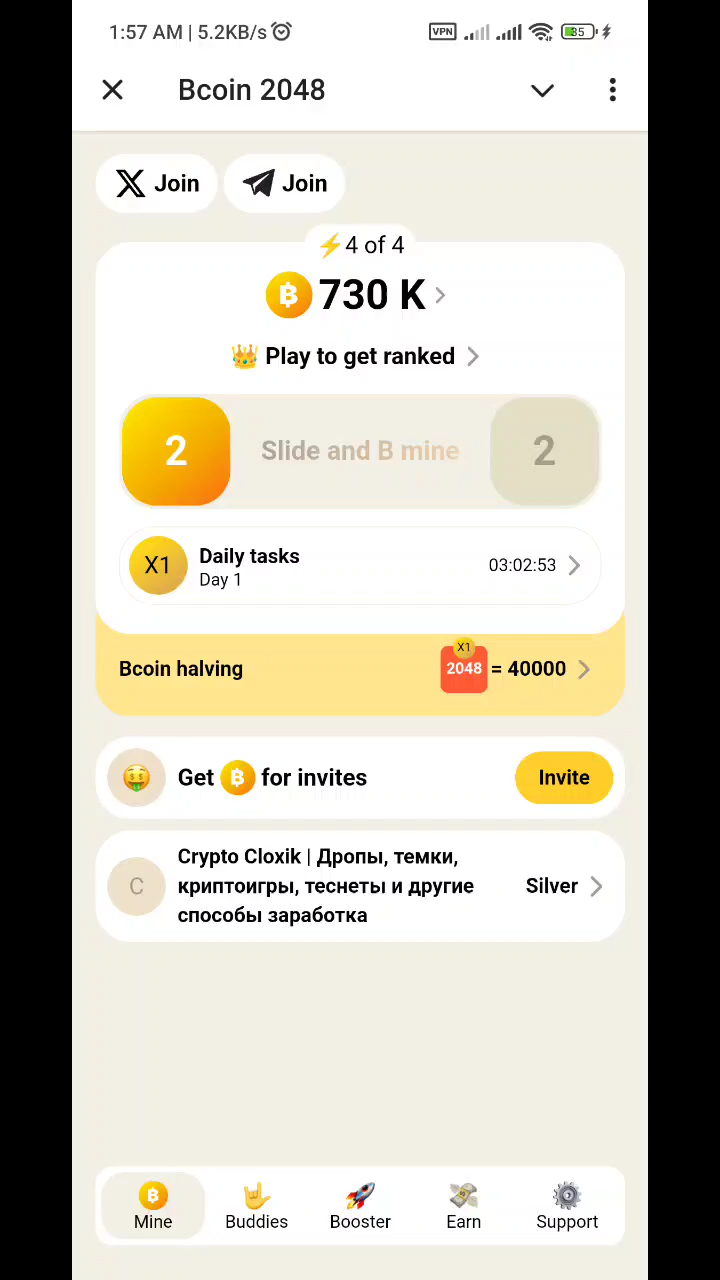 1:57 AM | 5.2KB/s
VPN
85
Bcoin 2048
Join
Join
⚡4 of 4
730 K
Play to get ranked
2
Slide and B mine
2
X1
Daily tasks
Day 1
03:02:53
Bcoin halving
X1
2048
= 40000
Get B for invites
Invite
C
Crypto Cloxik | Дропы, темки,
криптоигры, теснеты и другие
способы заработка
Silver
Mine
Buddies
Booster
Earn
Support